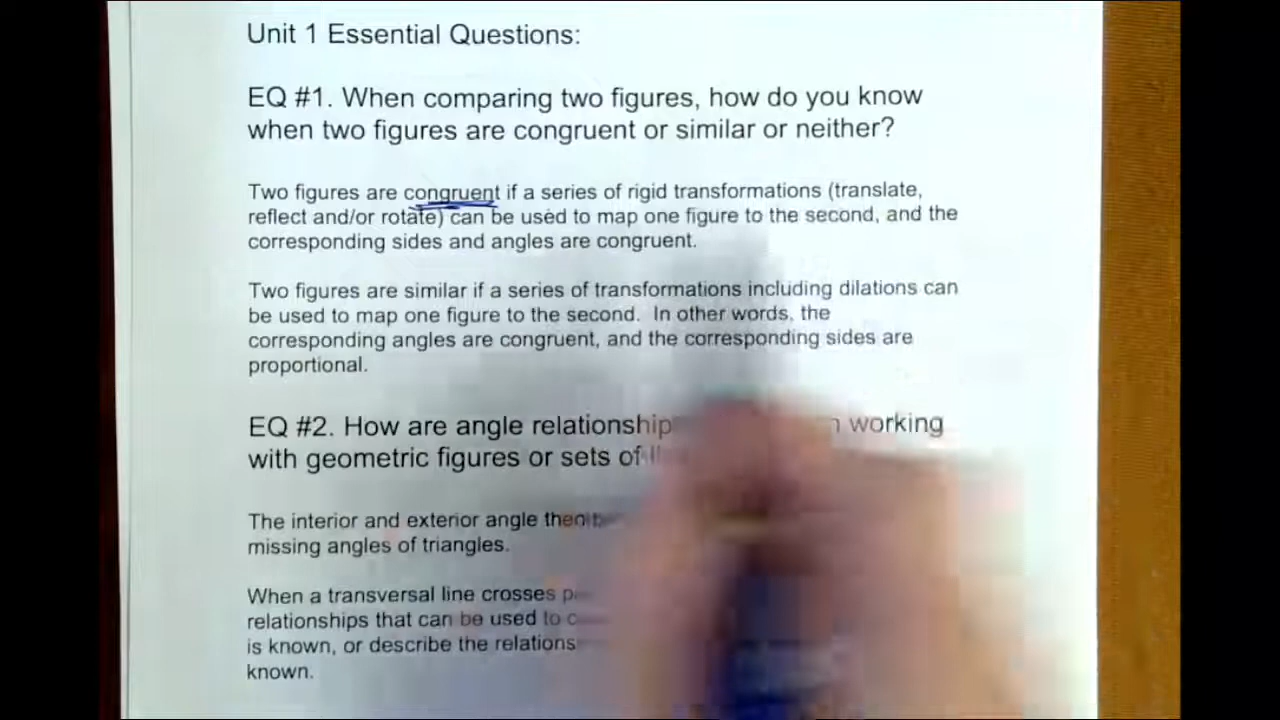 Unit 1 Essential Questions:
EQ #1. When comparing two figures, how do you know
when two figures are congruent or similar or neither?
Two figures are congruent if a series of rigid transformations (translate,
reflect and/or rotate) can be used to map one figure to the second, and the
corresponding sides and angles are congruent.
Two figures are similar if a series of transformations including dilations can
be used to map one figure to the second. In other words, the
corresponding angles are congruent, and the corresponding sides are
proportional.
EQ #2. How are angle working
with geometric figures or sets of
The interior and exterior angle
missing angles of triangles.
When a transversal line crosses
relationships that can be used to
is known, or describe the
known.